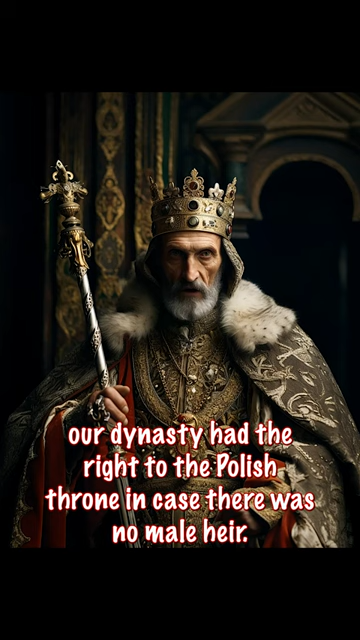 our dynasty had the
right to the Polish
throne in case there was
no male heir.